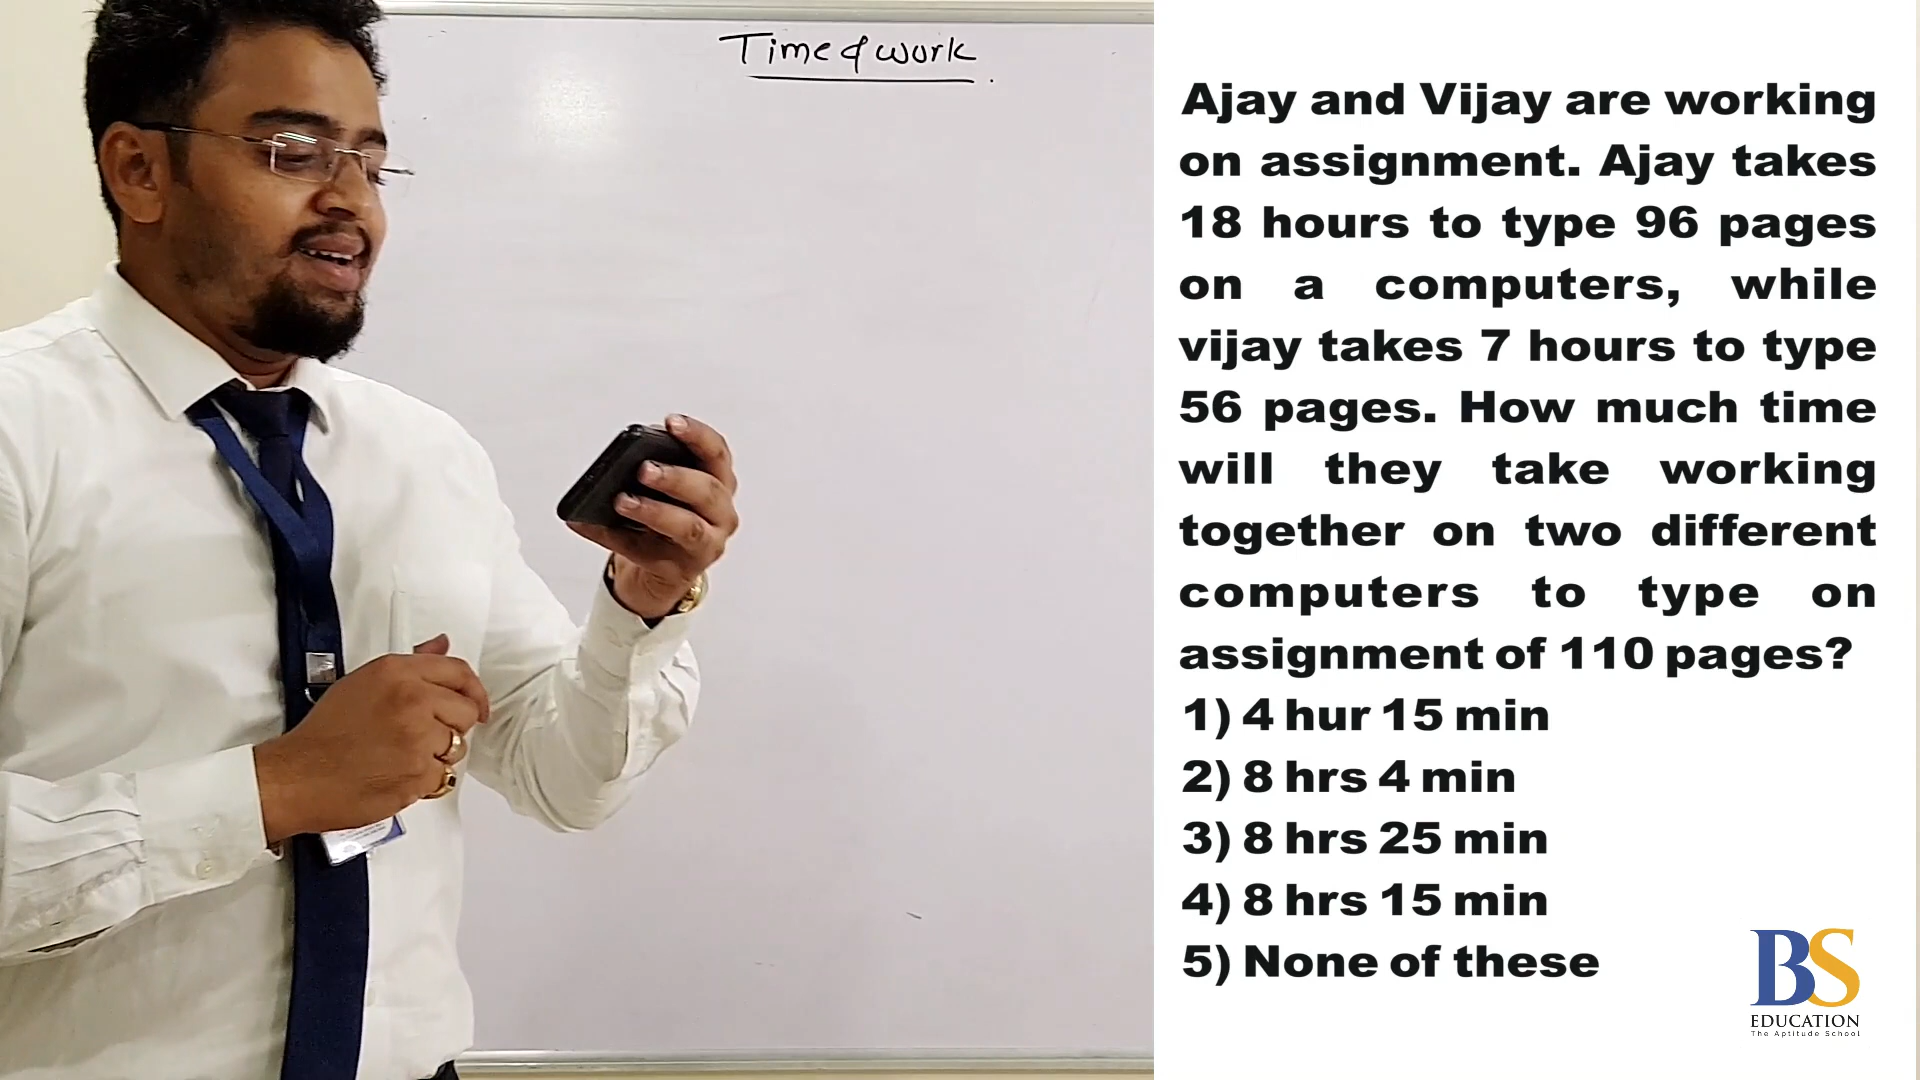 Time & work
Ajay and Vijay are working
on assignment. Ajay takes
18 hours to type 96 pages
on a computers, while
vijay takes 7 hours to type
56 pages. How much time
will they take working
together on two different
computers to type on
assignment of 110 pages?
1) 4 hur 15 min
2) 8 hrs 4 min
3) 8 hrs 25 min
4) 8 hrs 15 min
5) None of these
BS
EDUCATION
The Aptitude School